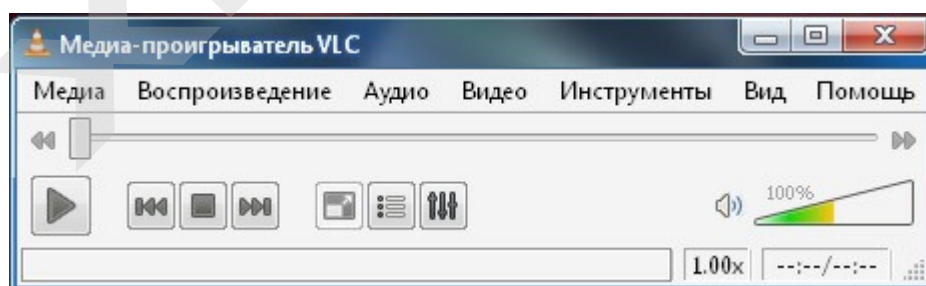 Медиа-проигрыватель VLC
Медиа Воспроизведение Аудио Видео Инструменты Вид Помощь
100%
1.00x --:--/--:--